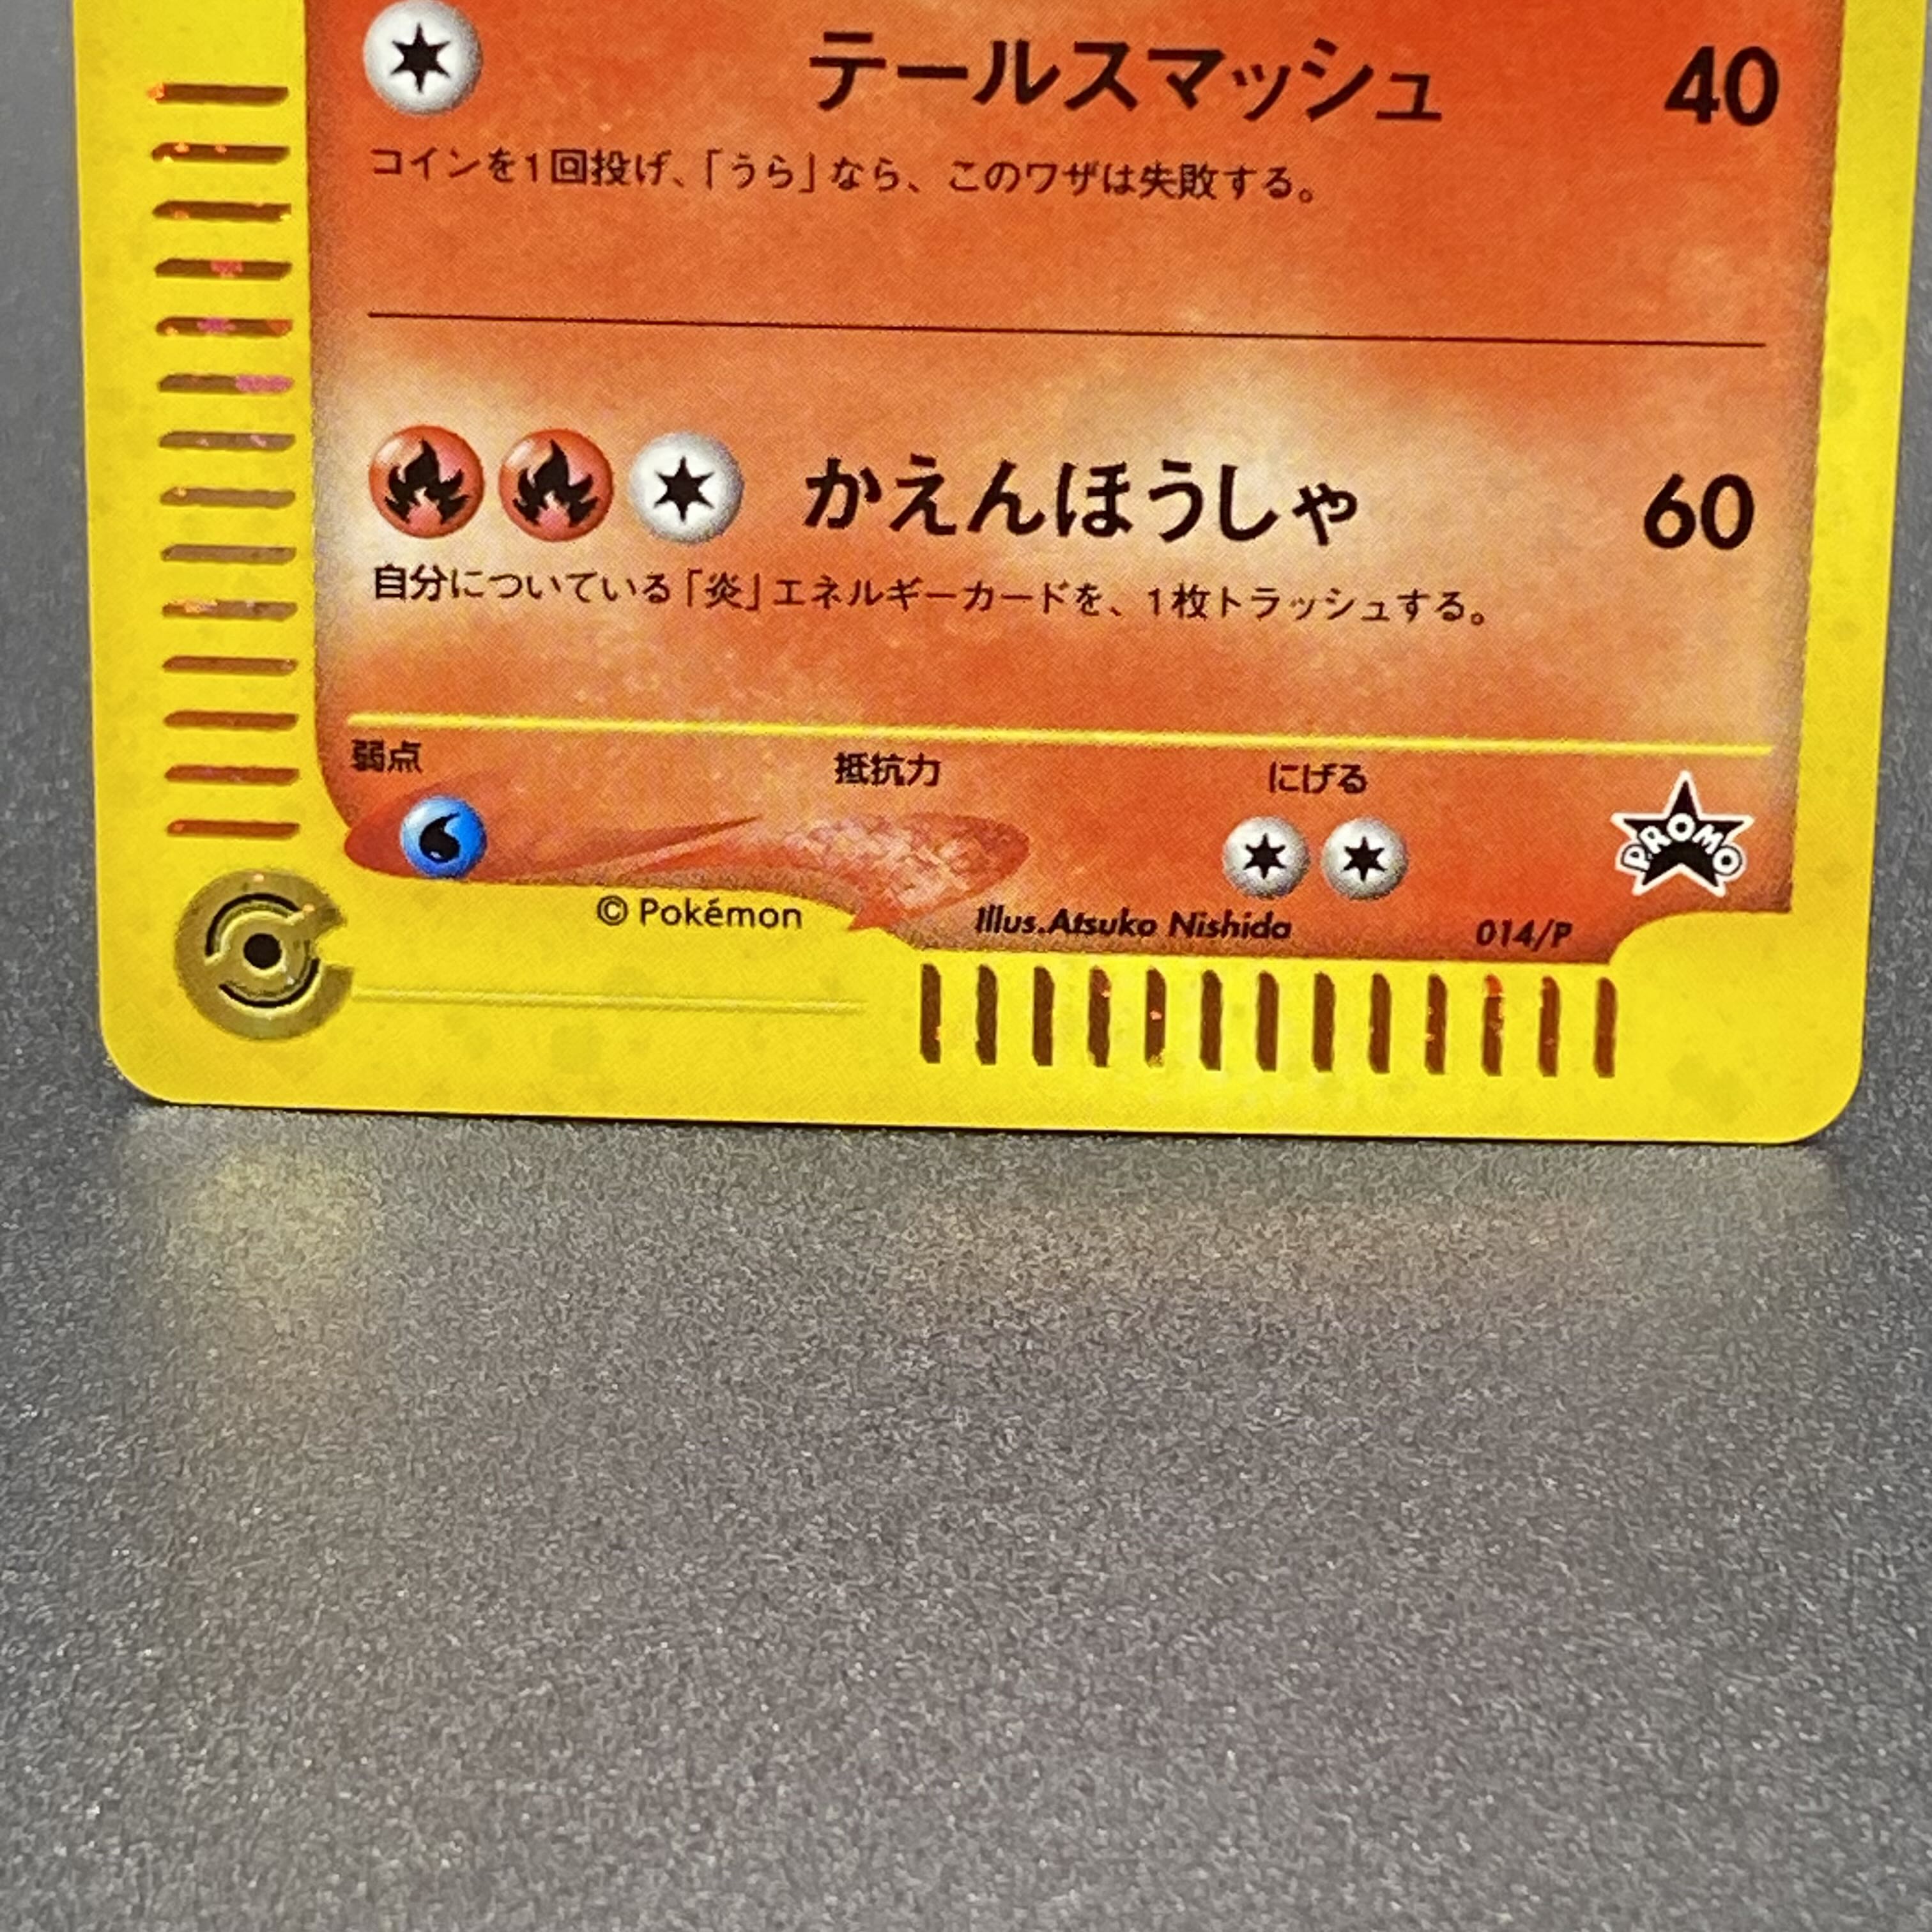 テールスマッシュ 40
コインを1回投げ、「うら」なら、このワザは失敗する。
かえんほうしゃ 60
自分についている「炎」エネルギーカードを、1枚トラッシュする。
弱点 抵抗力 にげる
PROMO
© Pokémon Illus.Atsuko Nishida 014/P